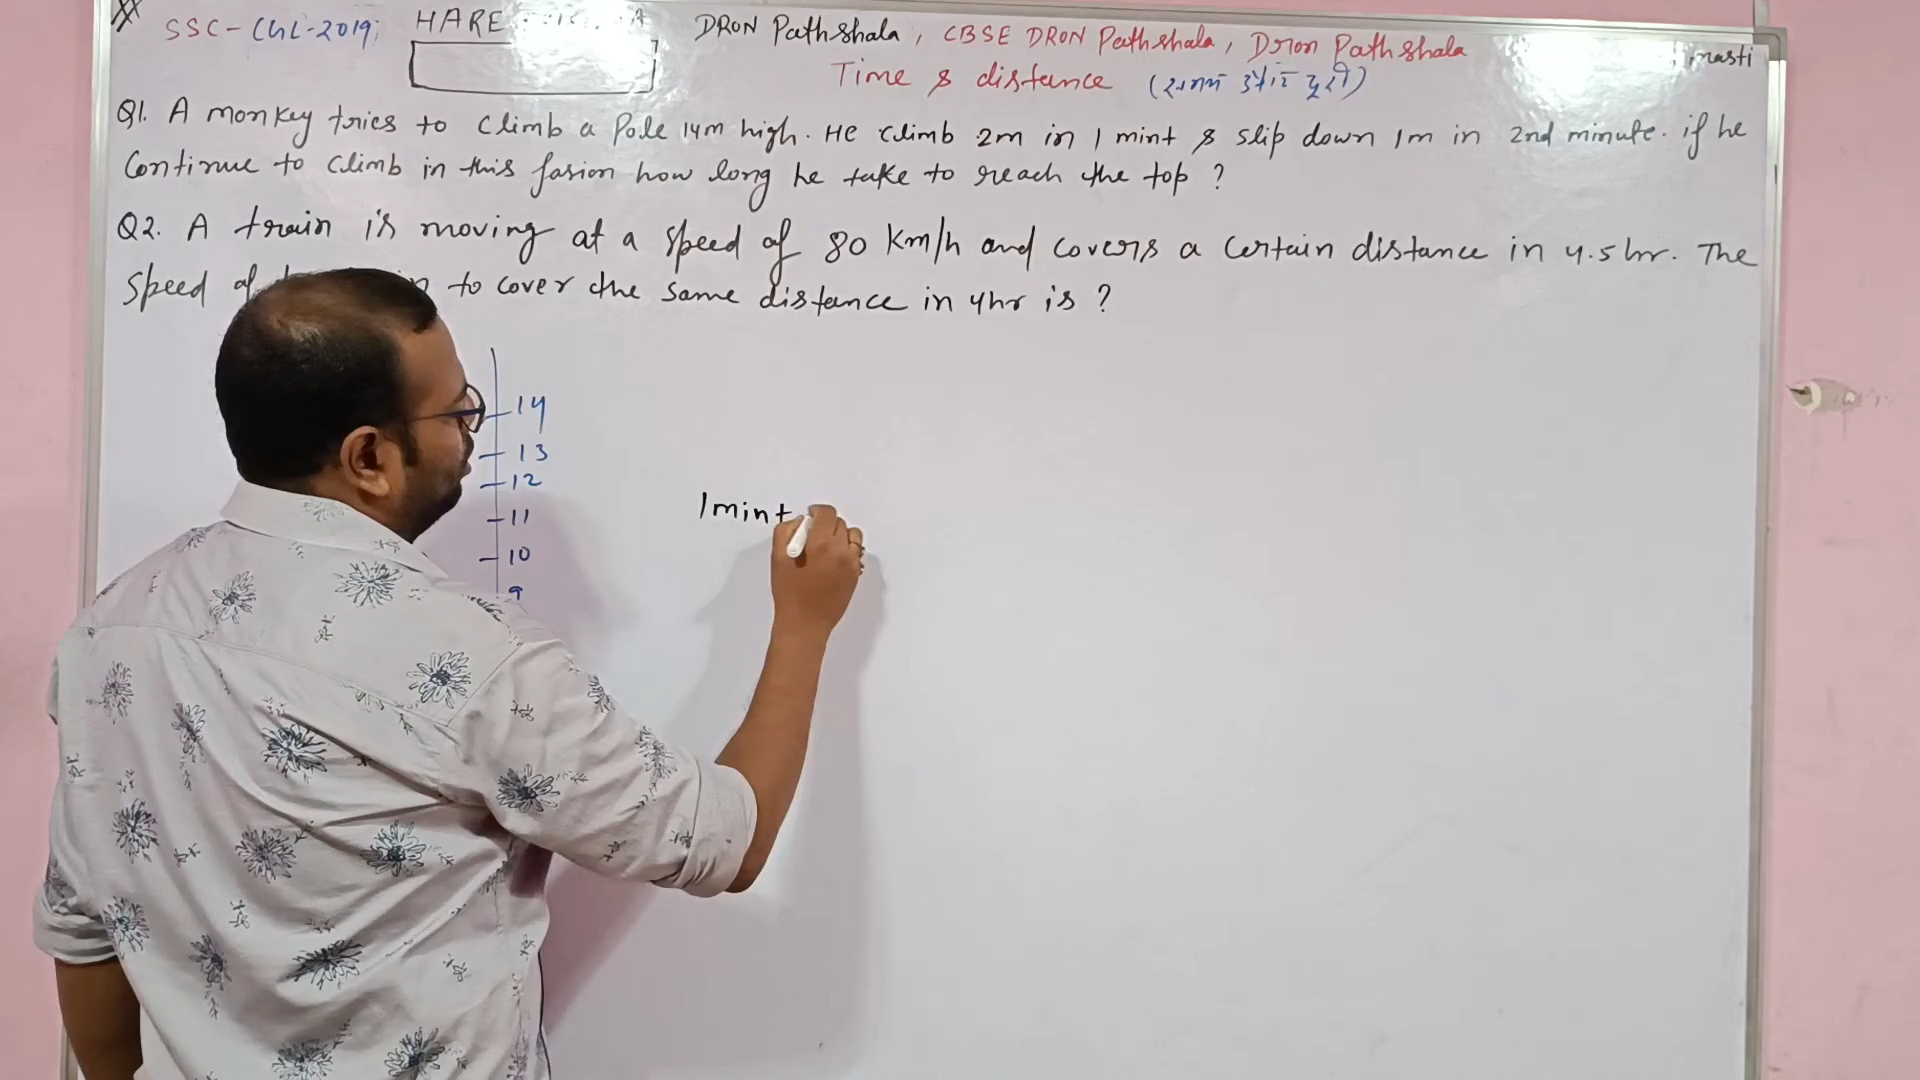 SSC-CGL-2019;
HARE
DRON Pathshala, CBSE DRON Pathshala, Dron Pathshala
masti
Time & distance (समय और दूरी)
Q1. A monkey tries to climb a Pole 14m high. He climb 2m in 1 mint & slip down 1m in 2nd minute. if he
Continue to climb in this fasion how long he take to reach the top ?
Q2. A train is moving at a speed of 80 Km/h and covers a certain distance in 4.5 hr. The
Speed of to cover the same distance in 4hr is ?
14
13
12
11
10
9
1mint